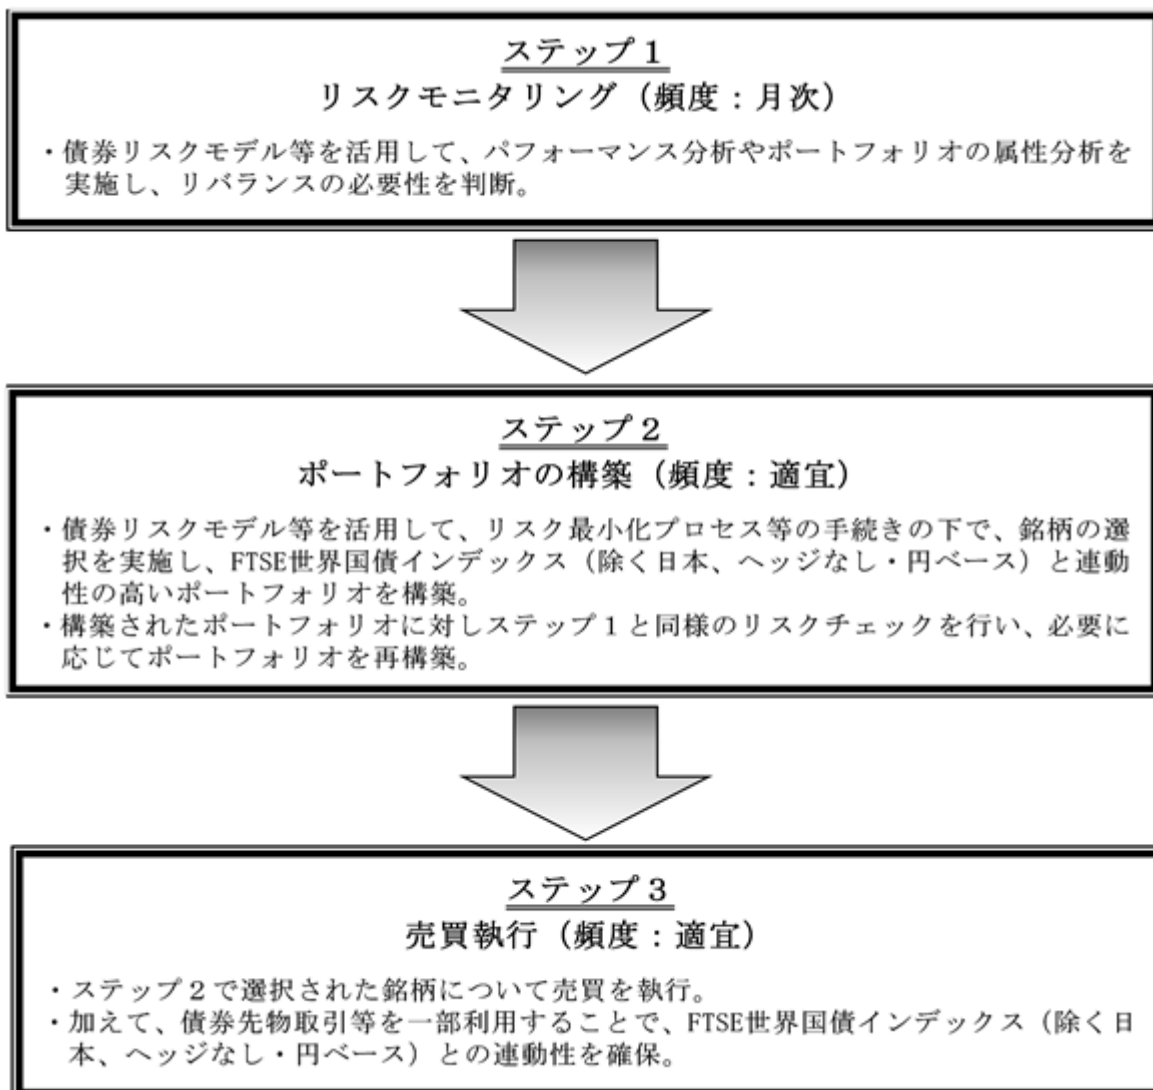 ステップ1
リスクモニタリング（頻度：月次）
・債券リスクモデル等を活用して、パフォーマンス分析やポートフォリオの属性分析を
実施し、リバランスの必要性を判断。
ステップ2
ポートフォリオの構築（頻度：適宜）
・債券リスクモデル等を活用して、リスク最小化プロセス等の手続きの下で、銘柄の選
択を実施し、FTSE世界国債インデックス（除く日本、ヘッジなし・円ベース）と連動
性の高いポートフォリオを構築。
・構築されたポートフォリオに対しステップ1と同様のリスクチェックを行い、必要に
応じてポートフォリオを再構築。
ステップ3
売買執行（頻度：適宜）
・ステップ2で選択された銘柄について売買を執行。
・加えて、債券先物取引等を一部利用することで、FTSE世界国債インデックス（除く日
本、ヘッジなし・円ベース）との連動性を確保。